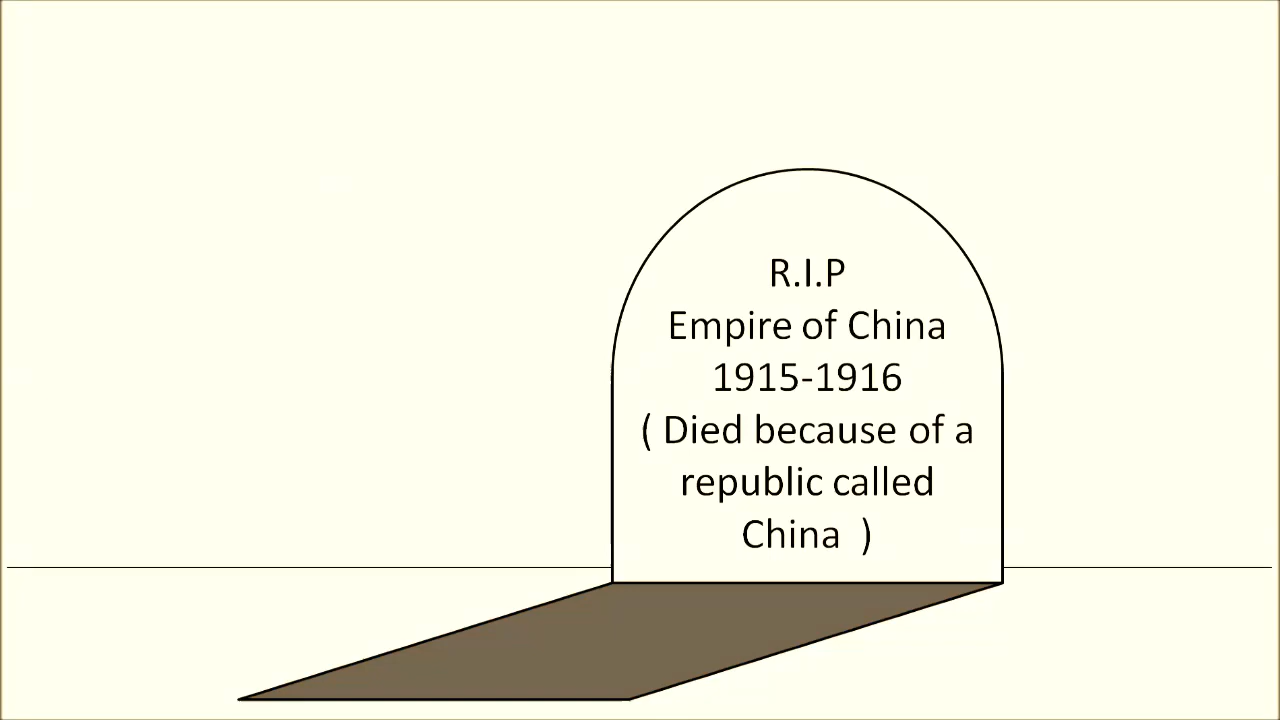 R.I.P
Empire of China
1915-1916
( Died because of a
republic called
China  )